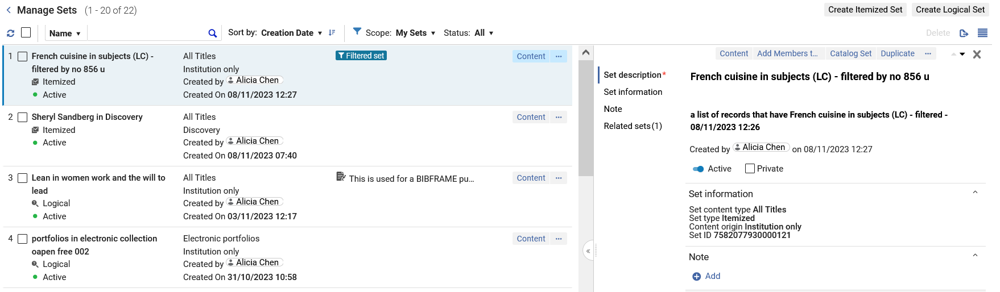 Manage Sets (1 - 20 of 22)
Create Itemized Set
Create Logical Set
Name
Sort by: Creation Date
Scope: My Sets
Status: All
Delete
1 French cuisine in subjects (LC) -
filtered by no 856 u
Itemized
Active
All Titles
Institution only
Created by Alicia Chen
Created On 08/11/2023 12:27
Filtered set
Content ...
2 Sheryl Sandberg in Discovery
Itemized
Active
All Titles
Discovery
Created by Alicia Chen
Created On 08/11/2023 07:40
Content ...
3 Lean in women work and the will to
lead
Logical
Active
All Titles
Institution only
Created by Alicia Chen
Created On 03/11/2023 12:17
This is used for a BIBFRAME pu...
Content ...
4 portfolios in electronic collection
oapen free 002
Logical
Active
Electronic portfolios
Institution only
Created by Alicia Chen
Created On 31/10/2023 10:58
Content ...
Content
Add Members t...
Catalog Set
Duplicate
...
Set description*
Set information
Note
Related sets(1)
French cuisine in subjects (LC) - filtered by no 856 u
a list of records that have French cuisine in subjects (LC) - filtered -
08/11/2023 12:26
Created by Alicia Chen on 08/11/2023 12:27
Active
Private
Set information
Set content type All Titles
Set type Itemized
Content origin Institution only
Set ID 7582077930000121
Note
Add